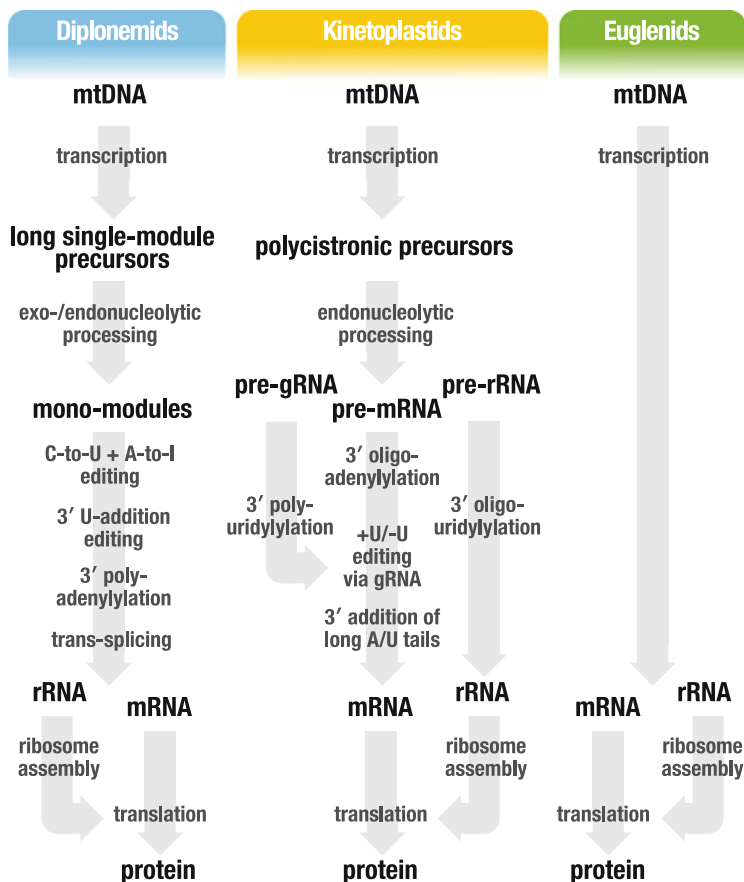 Diplonemids
mtDNA
transcription
long single-module
precursors
exo-/endonucleolytic
processing
mono-modules
C-to-U + A-to-I
editing
3′ U-addition
editing
3′ poly-
adenylylation
trans-splicing
rRNA
mRNA
ribosome
assembly
translation
protein
Kinetoplastids
mtDNA
transcription
polycistronic precursors
endonucleolytic
processing
pre-gRNA
pre-mRNA
pre-rRNA
3′ oligo-
adenylylation
3′ poly-
uridylylation
3′ oligo-
uridylylation
+U/-U
editing
via gRNA
3′ addition of
long A/U tails
mRNA
rRNA
ribosome
assembly
translation
protein
Euglenids
mtDNA
transcription
mRNA
rRNA
ribosome
assembly
translation
protein